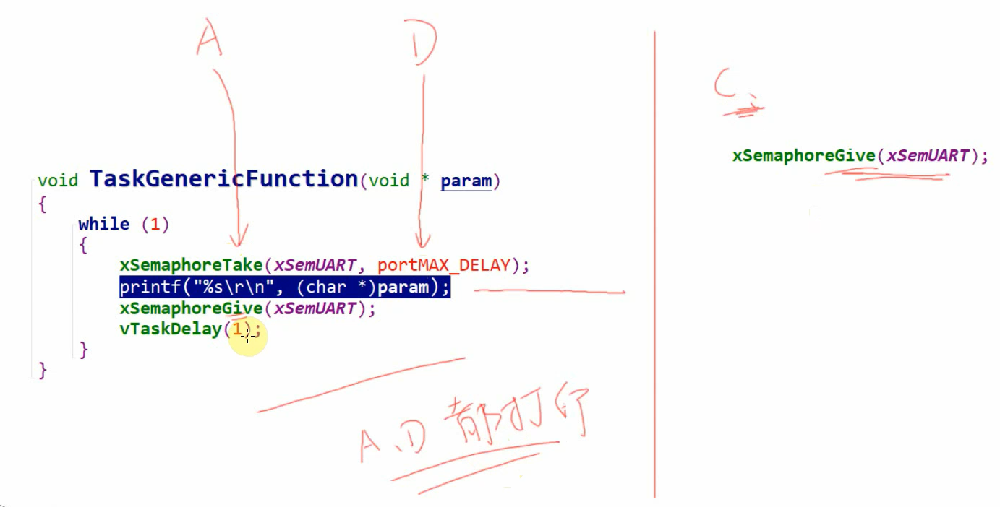 A D
C、
xSemaphoreGive(xSemUART);
void TaskGenericFunction(void * param)
{
while (1)
{
xSemaphoreTake(xSemUART, portMAX_DELAY);
printf("%s\r\n", (char *)param);
xSemaphoreGive(xSemUART);
vTaskDelay(1);
}
}
A、D 都打印